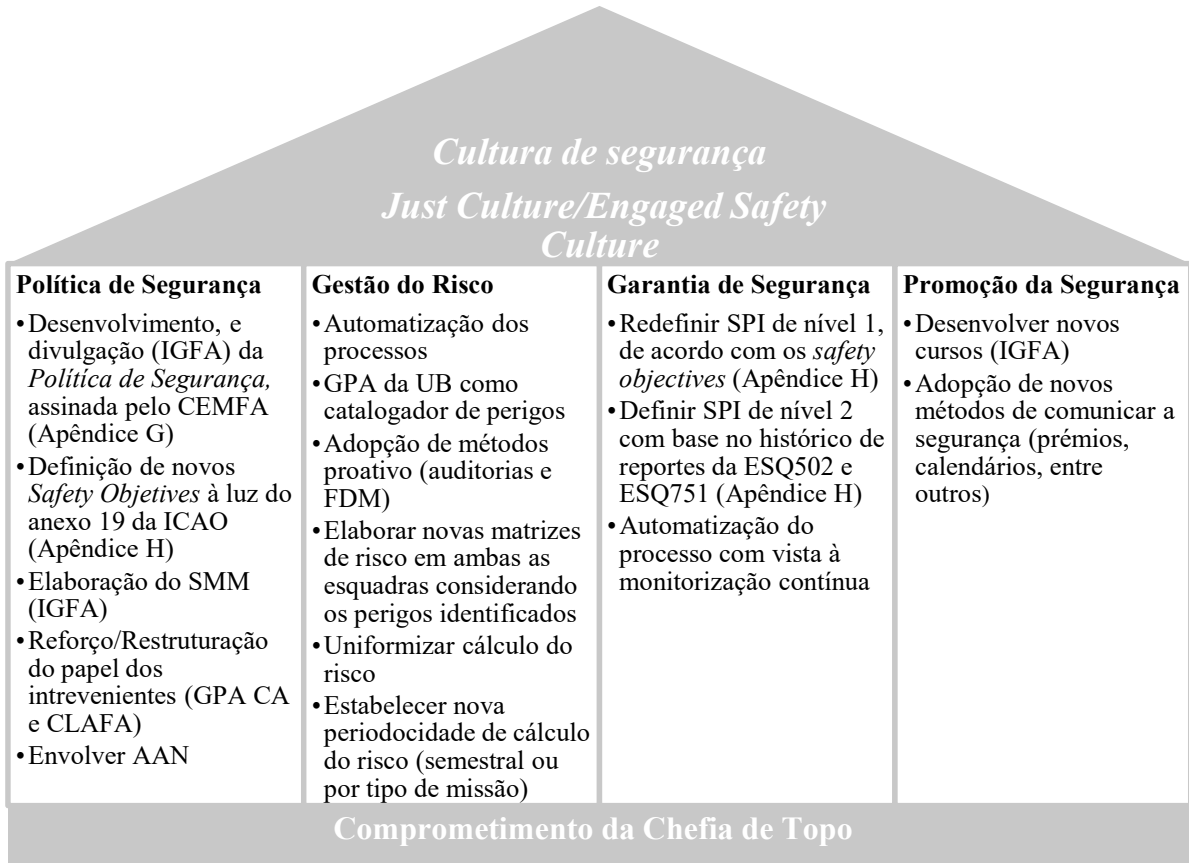 Cultura de segurança
Just Culture/Engaged Safety
Culture
Política de Segurança
•Desenvolvimento, e
divulgação (IGFA) da
Polítíca de Segurança,
assinada pelo CEMFA
(Apêndice G)
•Definição de novos
Safety Objetives à luz do
anexo 19 da ICAO
(Apêndice H)
•Elaboração do SMM
(IGFA)
•Reforço/Restruturação
do papel dos
intrevenientes (GPA CA
e CLAFA)
•Envolver AAN
Gestão do Risco
•Automatização dos
processos
•GPA da UB como
catalogador de perigos
•Adopção de métodos
proativo (auditorias e
FDM)
•Elaborar novas matrizes
de risco em ambas as
esquadras considerando
os perigos identificados
•Uniformizar cálculo do
risco
•Estabelecer nova
periodocidade de cálculo
do risco (semestral ou
por tipo de missão)
Garantia de Segurança
•Redefinir SPI de nível 1,
de acordo com os safety
objectives (Apêndice H)
•Definir SPI de nível 2
com base no histórico de
reportes da ESQ502 e
ESQ751 (Apêndice H)
•Automatização do
processo com vista à
monitorização contínua
Promoção da Segurança
•Desenvolver novos
cursos (IGFA)
•Adopção de novos
métodos de comunicar a
segurança (prémios,
calendários, entre
outros)
Comprometimento da Chefia de Topo